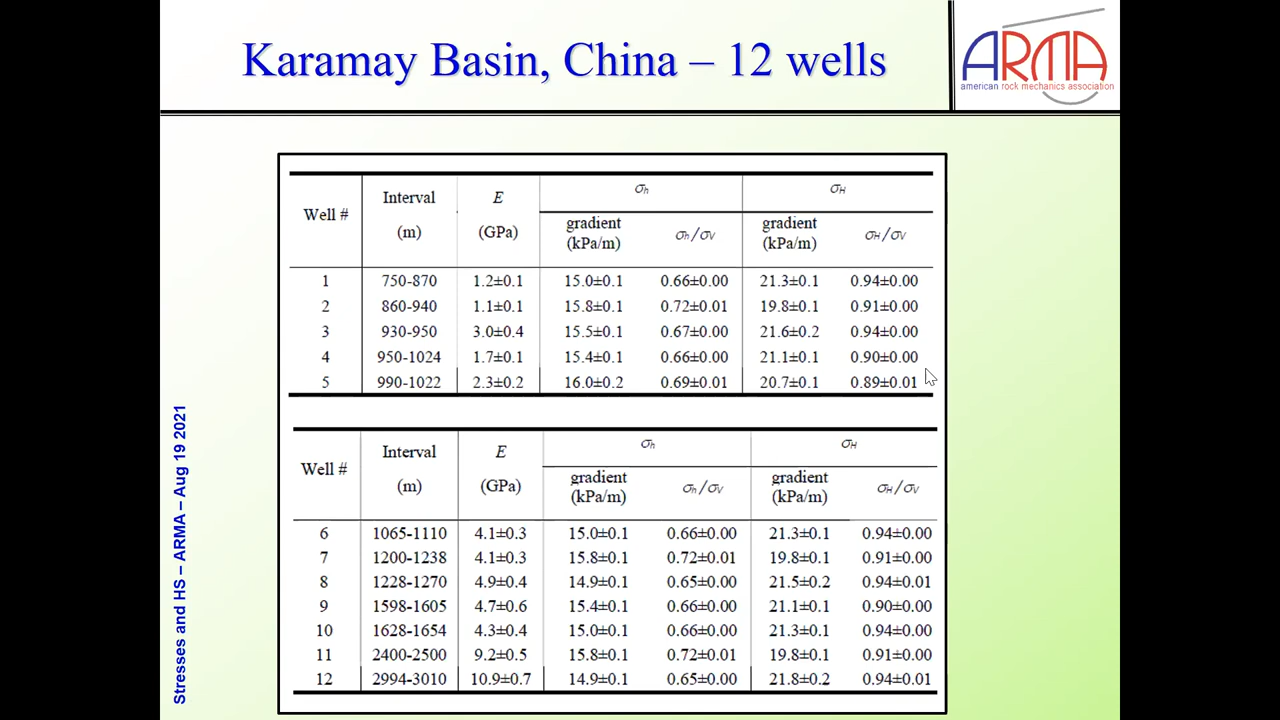 Karamay Basin, China – 12 wells
ARMA
american rock mechanics association
Well # Interval (m) E (GPa) σh σH
gradient (kPa/m) σh/σV gradient (kPa/m) σH/σV
1 750-870 1.2±0.1 15.0±0.1 0.66±0.00 21.3±0.1 0.94±0.00
2 860-940 1.1±0.1 15.8±0.1 0.72±0.01 19.8±0.1 0.91±0.00
3 930-950 3.0±0.4 15.5±0.1 0.67±0.00 21.6±0.2 0.94±0.00
4 950-1024 1.7±0.1 15.4±0.1 0.66±0.00 21.1±0.1 0.90±0.00
5 990-1022 2.3±0.2 16.0±0.2 0.69±0.01 20.7±0.1 0.89±0.01
Well # Interval (m) E (GPa) σh σH
gradient (kPa/m) σh/σV gradient (kPa/m) σH/σV
6 1065-1110 4.1±0.3 15.0±0.1 0.66±0.00 21.3±0.1 0.94±0.00
7 1200-1238 4.1±0.3 15.8±0.1 0.72±0.01 19.8±0.1 0.91±0.00
8 1228-1270 4.9±0.4 14.9±0.1 0.65±0.00 21.5±0.2 0.94±0.01
9 1598-1605 4.7±0.6 15.4±0.1 0.66±0.00 21.1±0.1 0.90±0.00
10 1628-1654 4.3±0.4 15.0±0.1 0.66±0.00 21.3±0.1 0.94±0.00
11 2400-2500 9.2±0.5 15.8±0.1 0.72±0.01 19.8±0.1 0.91±0.00
12 2994-3010 10.9±0.7 14.9±0.1 0.65±0.00 21.8±0.2 0.94±0.01
Stresses and HS – ARMA – Aug 19 2021